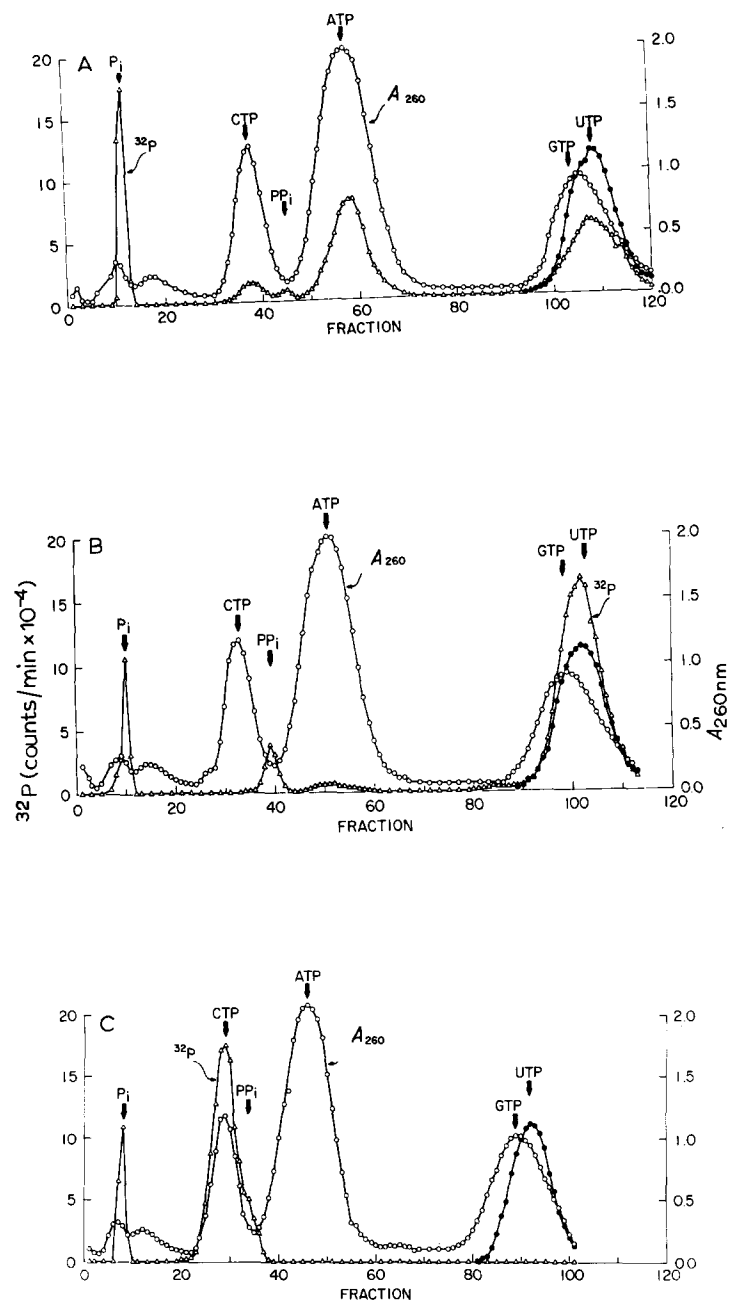 ATP
A
Pi
2.0
20
A260
CTP
UTP
1.5
15
32P
GTP
PPi
10
1.0
5
0.5
0
0.0
0 20 40 60 80 100 120
FRACTION
ATP
B
UTP
2.0
20
A260
GTP
32P
CTP
1.5
15
Pi
PPi
10
1.0
5
0.5
0
0.0
0 20 40 60 80 100 120
FRACTION
32P (counts/min x 10-4)
A260nm
ATP
C
CTP
20
2.0
32P
A260
PPi
UTP
15
1.5
Pi
GTP
10
1.0
5
0.5
0
0.0
0 20 40 60 80 100 120
FRACTION